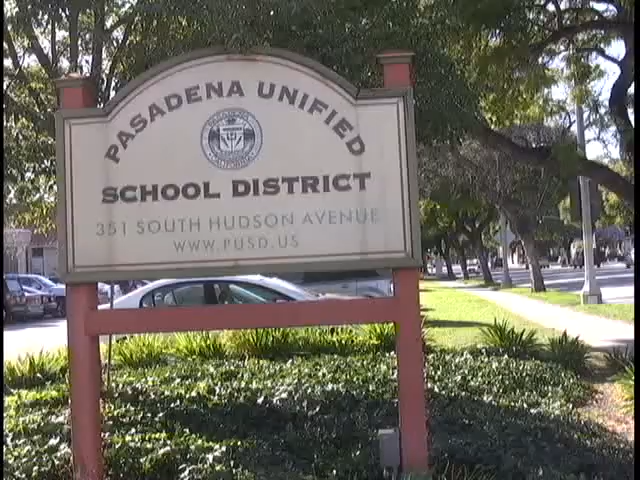 PASADENA UNIFIED
SCHOOL DISTRICT
351 SOUTH HUDSON AVENUE
WWW.PUSD.US